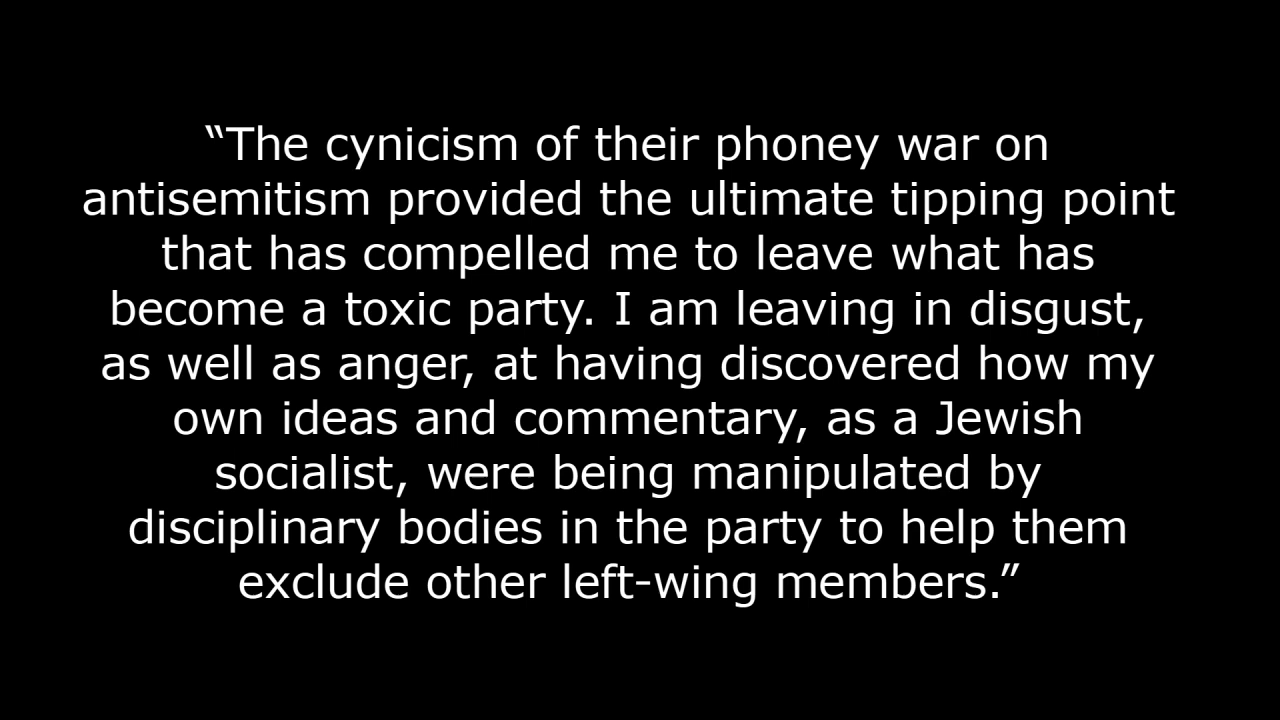 “The cynicism of their phoney war on
antisemitism provided the ultimate tipping point
that has compelled me to leave what has
become a toxic party. I am leaving in disgust,
as well as anger, at having discovered how my
own ideas and commentary, as a Jewish
socialist, were being manipulated by
disciplinary bodies in the party to help them
exclude other left-wing members.”